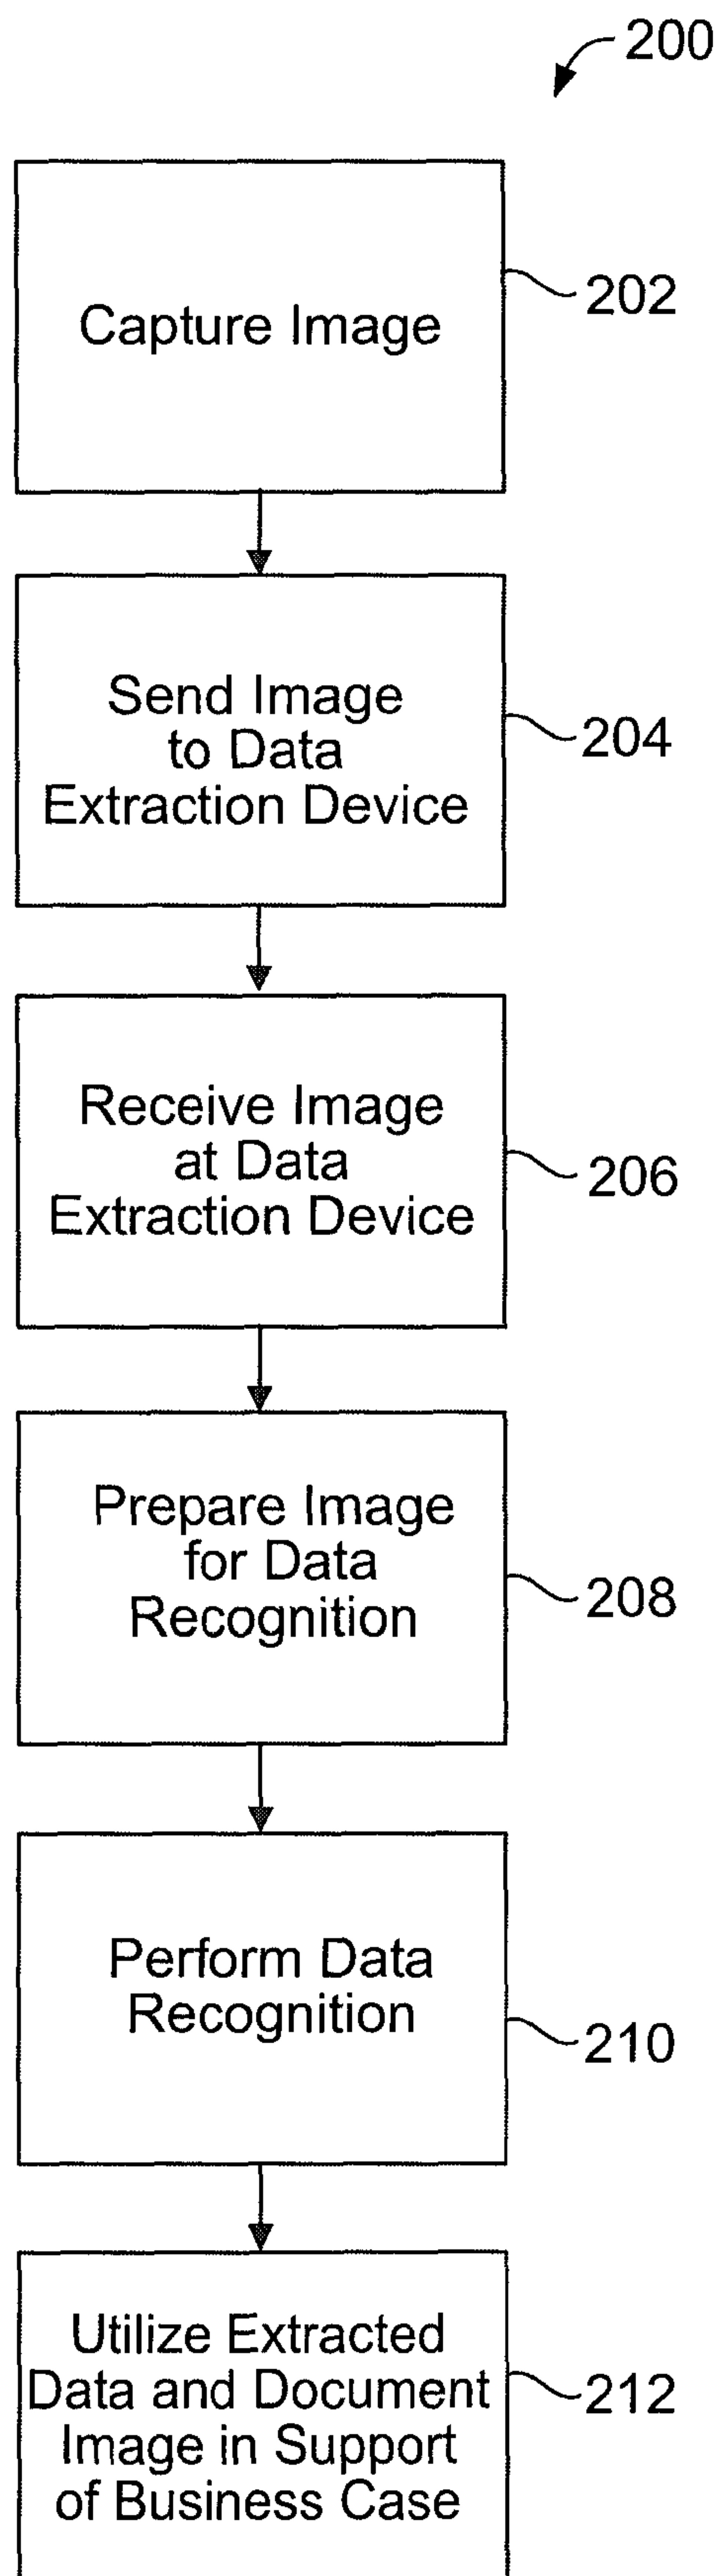 200
Capture Image
202
Send Image
to Data
Extraction Device
204
Receive Image
at Data
Extraction Device
206
Prepare Image
for Data
Recognition
208
Perform Data
Recognition
210
Utilize Extracted
Data and Document
Image in Support
of Business Case
212